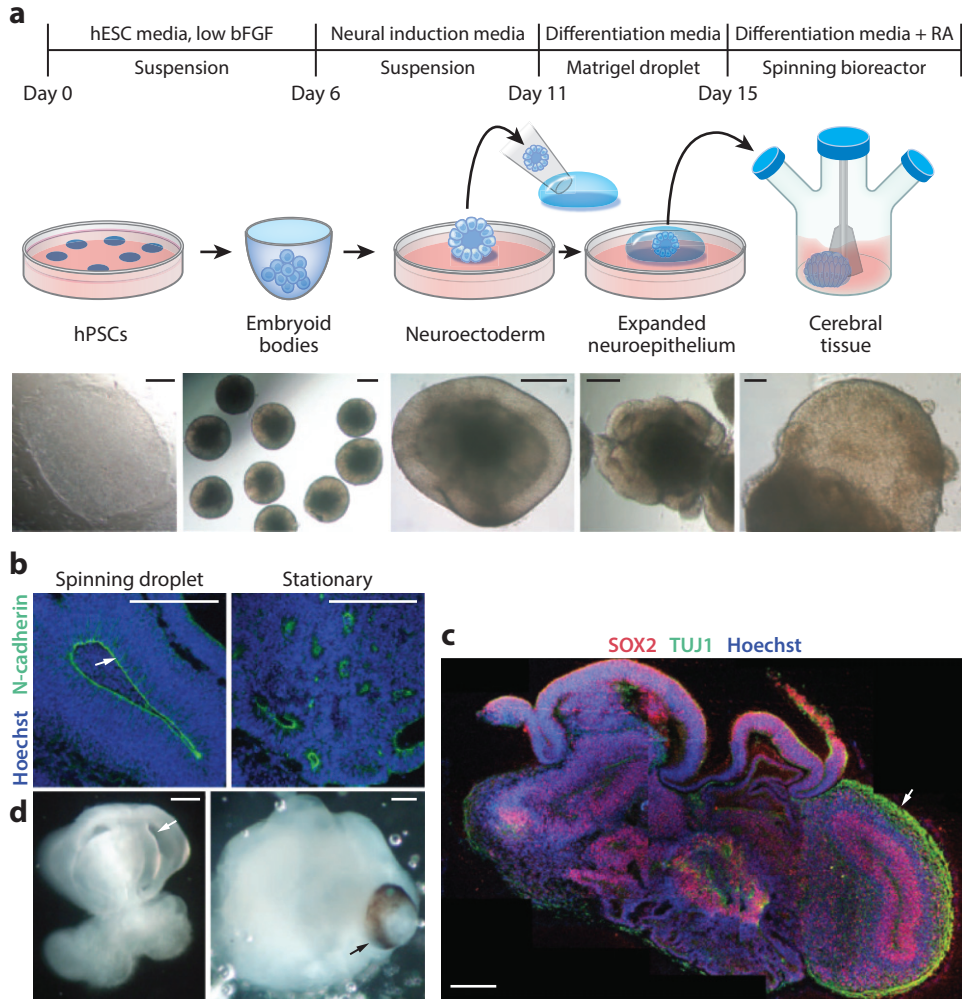 a
hESC media, low bFGF
Neural induction media
Differentiation media
Differentiation media + RA
Suspension
Suspension
Matrigel droplet
Spinning bioreactor
Day 0
Day 6
Day 11
Day 15
hPSCs
Embryoid
bodies
Neuroectoderm
Expanded
neuroepithelium
Cerebral
tissue
b
Spinning droplet
Stationary
Hoechst N-cadherin
c
SOX2 TUJ1 Hoechst
d